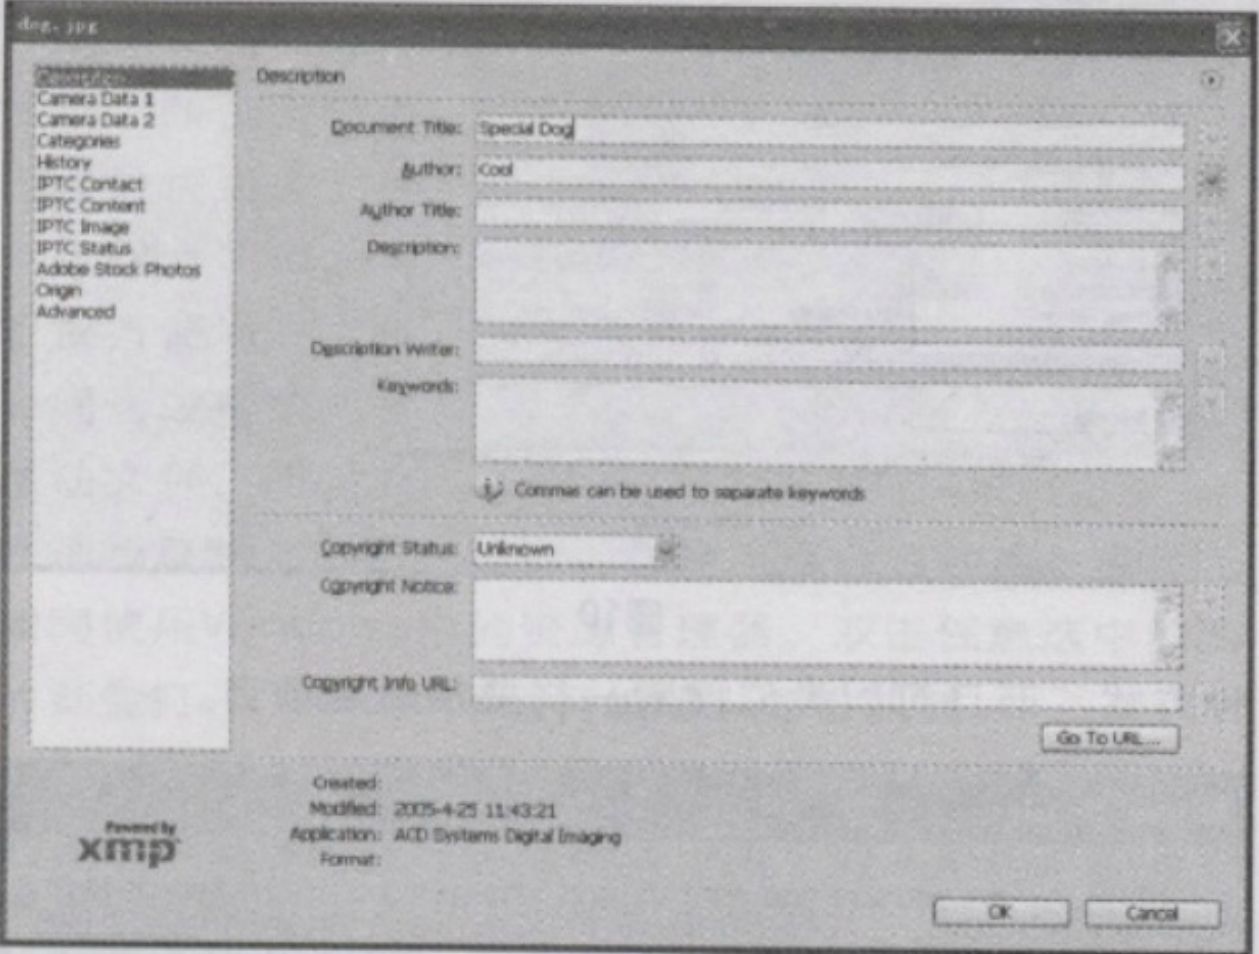 dog.jpg
Description
Camera Data 1
Camera Data 2
Categories
History
IPTC Contact
IPTC Content
IPTC Image
IPTC Status
Adobe Stock Photos
Origin
Advanced
Description
Document Title: Special Dog
Author: Cool
Author Title:
Description:
Description Writer:
Keywords:
Commas can be used to separate keywords
Copyright Status: Unknown
Copyright Notice:
Copyright Info URL:
Go To URL...
Created:
Modified: 2005-4-25 11:43:21
Application: ACD Systems Digital Imaging
Format:
Powered by
xmp
OK
Cancel